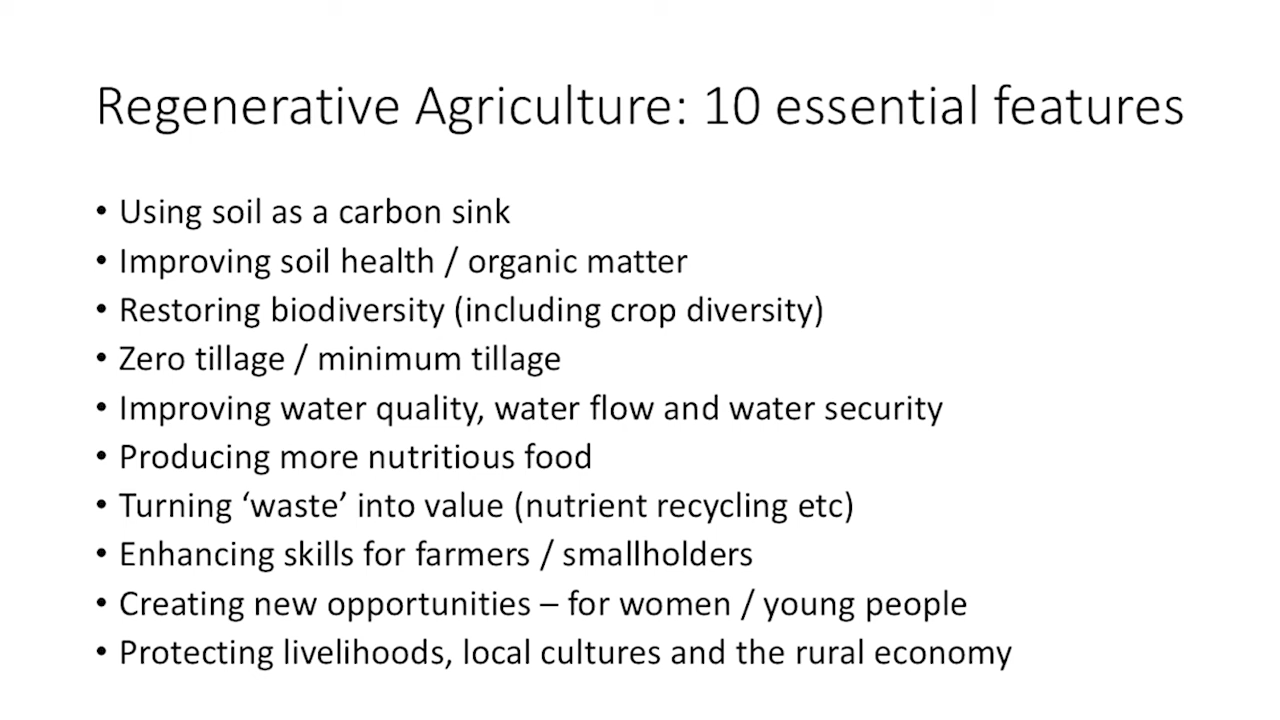 Regenerative Agriculture: 10 essential features
• Using soil as a carbon sink
• Improving soil health / organic matter
• Restoring biodiversity (including crop diversity)
• Zero tillage / minimum tillage
• Improving water quality, water flow and water security
• Producing more nutritious food
• Turning ‘waste’ into value (nutrient recycling etc)
• Enhancing skills for farmers / smallholders
• Creating new opportunities – for women / young people
• Protecting livelihoods, local cultures and the rural economy